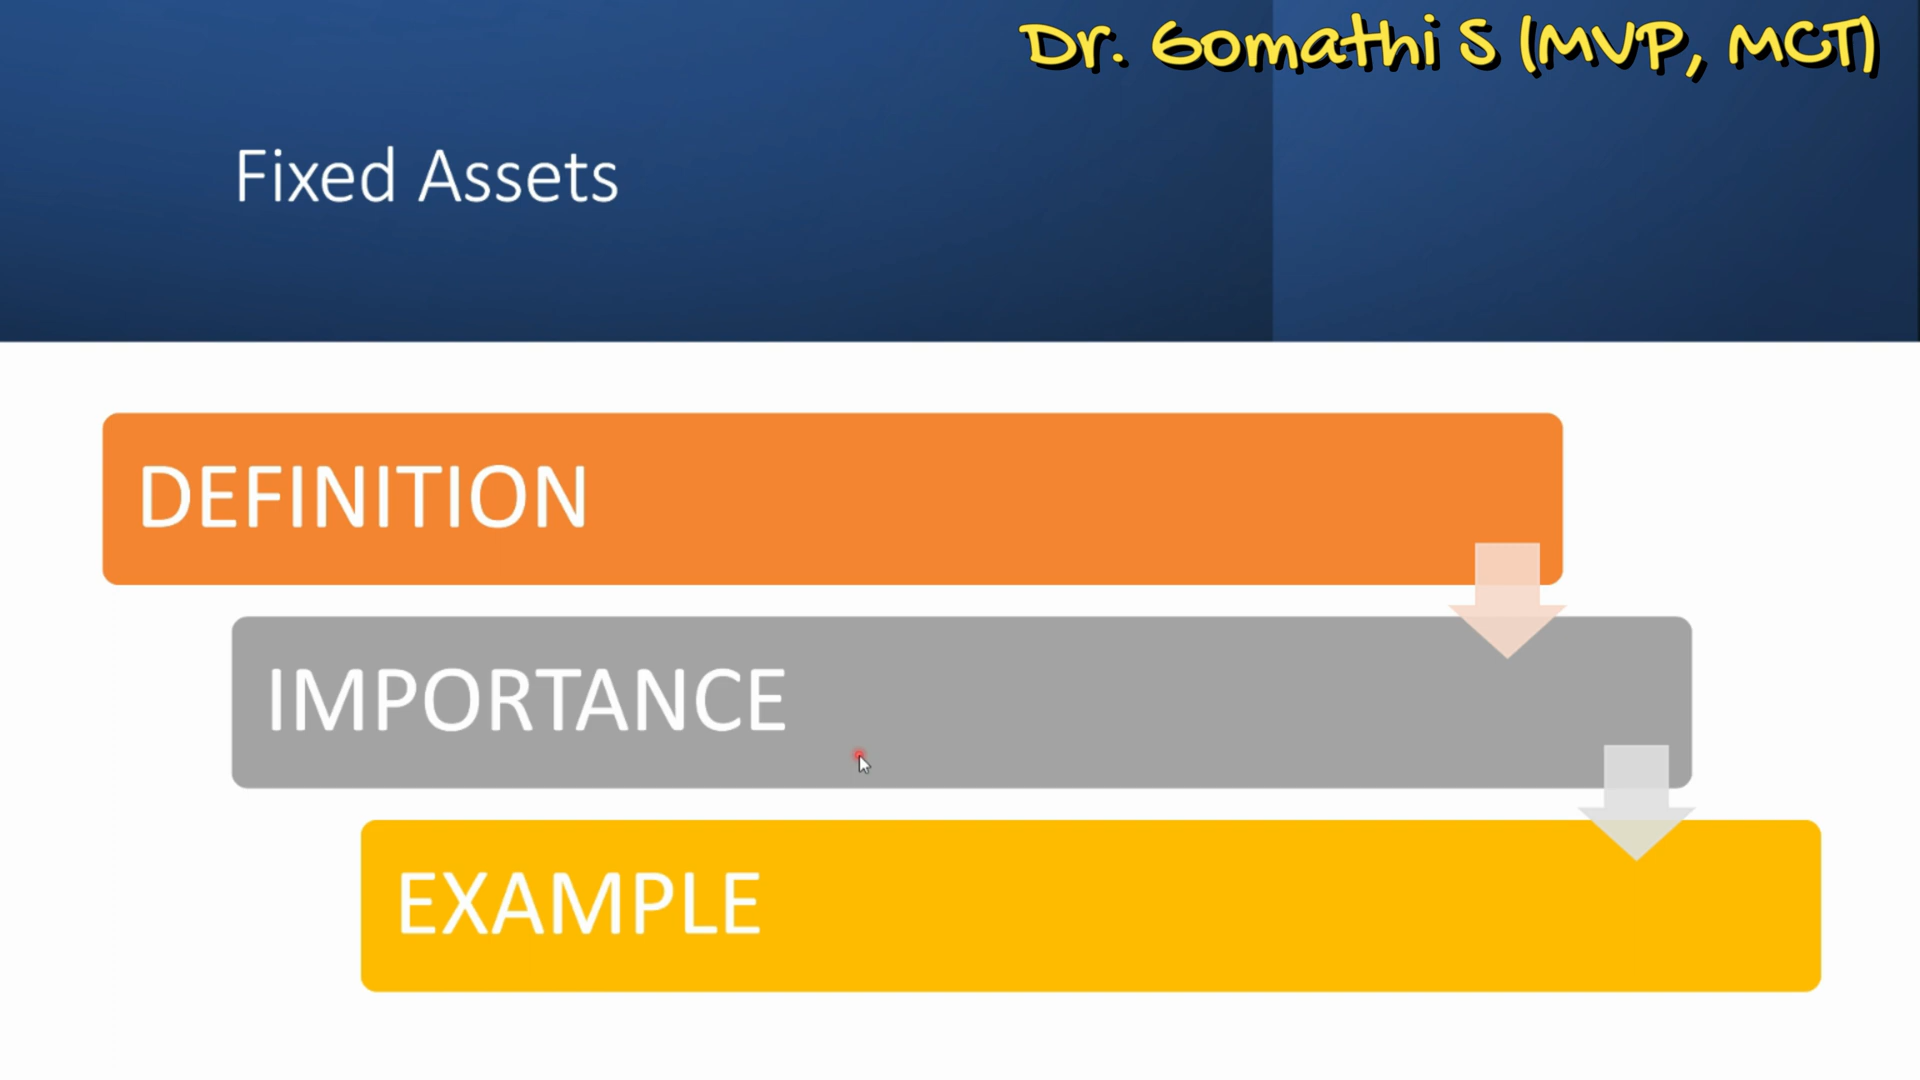 Dr. Gomathi S (MVP, MCT)
Fixed Assets
DEFINITION
IMPORTANCE
EXAMPLE